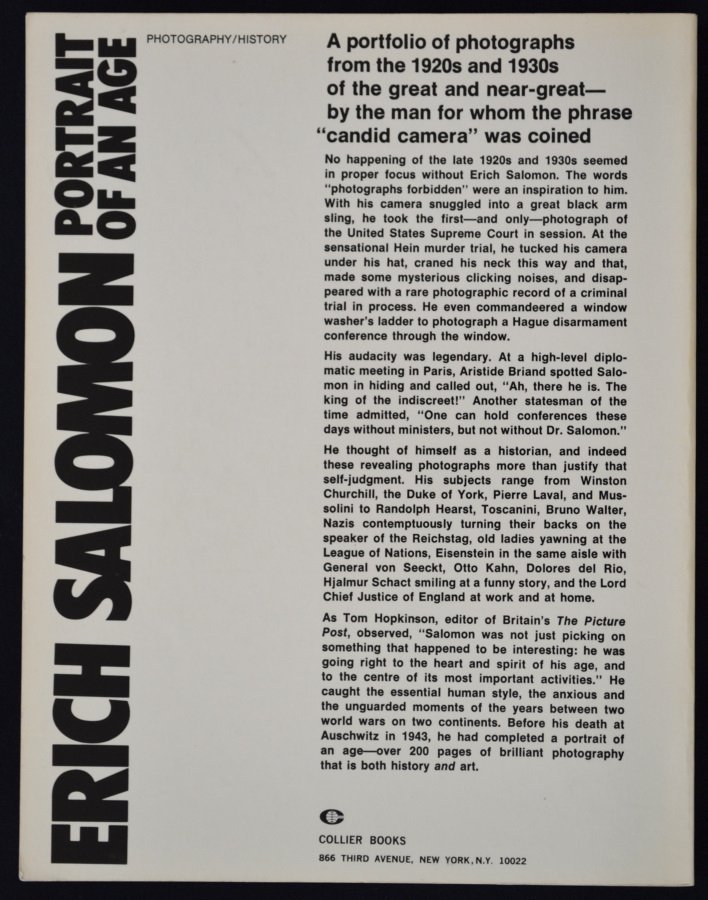 ERICH SALOMON PORTRAIT
OF AN AGE
PHOTOGRAPHY/HISTORY
A portfolio of photographs
from the 1920s and 1930s
of the great and near-great—
by the man for whom the phrase
“candid camera” was coined
No happening of the late 1920s and 1930s seemed
in proper focus without Erich Salomon. The words
“photographs forbidden” were an inspiration to him.
With his camera snuggled into a great black arm
sling, he took the first—and only—photograph of
the United States Supreme Court in session. At the
sensational Hein murder trial, he tucked his camera
under his hat, craned his neck this way and that,
made some mysterious clicking noises, and disap-
peared with a rare photographic record of a criminal
trial in process. He even commandeered a window
washer's ladder to photograph a Hague disarmament
conference through the window.
His audacity was legendary. At a high-level diplo-
matic meeting in Paris, Aristide Briand spotted Salo-
mon in hiding and called out, “Ah, there he is. The
king of the indiscreet!” Another statesman of the
time admitted, “One can hold conferences these
days without ministers, but not without Dr. Salomon.”
He thought of himself as a historian, and indeed
these revealing photographs more than justify that
self-judgment. His subjects range from Winston
Churchill, the Duke of York, Pierre Laval, and Mus-
solini to Randolph Hearst, Toscanini, Bruno Walter,
Nazis contemptuously turning their backs on the
speaker of the Reichstag, old ladies yawning at the
League of Nations, Eisenstein in the same aisle with
General von Seeckt, Otto Kahn, Dolores del Rio,
Hjalmur Schact smiling at a funny story, and the Lord
Chief Justice of England at work and at home.
As Tom Hopkinson, editor of Britain's The Picture
Post, observed, “Salomon was not just picking on
something that happened to be interesting: he was
going right to the heart and spirit of his age, and
to the centre of its most important activities.” He
caught the essential human style, the anxious and
the unguarded moments of the years between two
world wars on two continents. Before his death at
Auschwitz in 1943, he had completed a portrait of
an age—over 200 pages of brilliant photography
that is both history and art.
COLLIER BOOKS
866 THIRD AVENUE, NEW YORK, N.Y. 10022